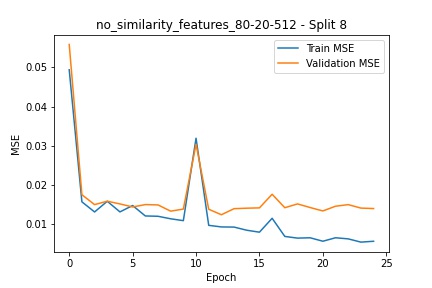 no_similarity_features_80-20-512 - Split 8
Train MSE
Validation MSE
0.05
0.04
0.03
0.02
0.01
MSE
0 5 10 15 20 25
Epoch